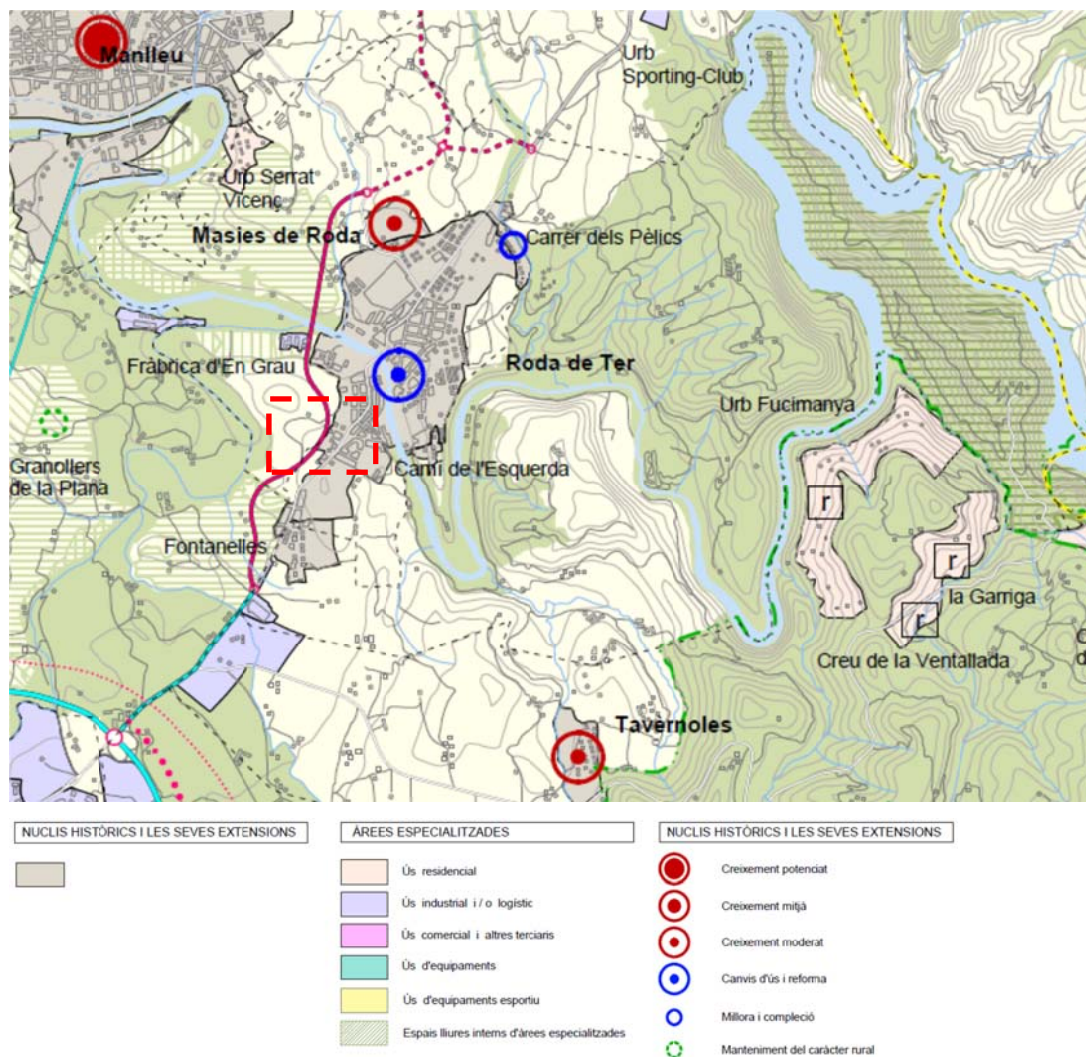 Manlleu
Urb
Sporting-Club
Urb Serrat
Vicenç
Masies de Roda
Carrer dels Pèlics
Fràbrica d'En Grau
Roda de Ter
Urb Fucimanya
Granollers
de la Plana
Camí de l'Esquerda
r
Fontanelles
r
la Garriga
r
Creu de la Ventallada
d
Tavernoles
NUCLIS HISTÒRICS I LES SEVES EXTENSIONS
ÀREES ESPECIALITZADES
Ús residencial
Ús industrial i / o logístic
Ús comercial i altres terciaris
Ús d'equipaments
Ús d'equipaments esportiu
Espais lliures interns d'àrees especialitzades
NUCLIS HISTÒRICS I LES SEVES EXTENSIONS
Creixement potenciat
Creixement mitjà
Creixement moderat
Canvis d'ús i reforma
Millora i compleció
Manteniment del caràcter rural